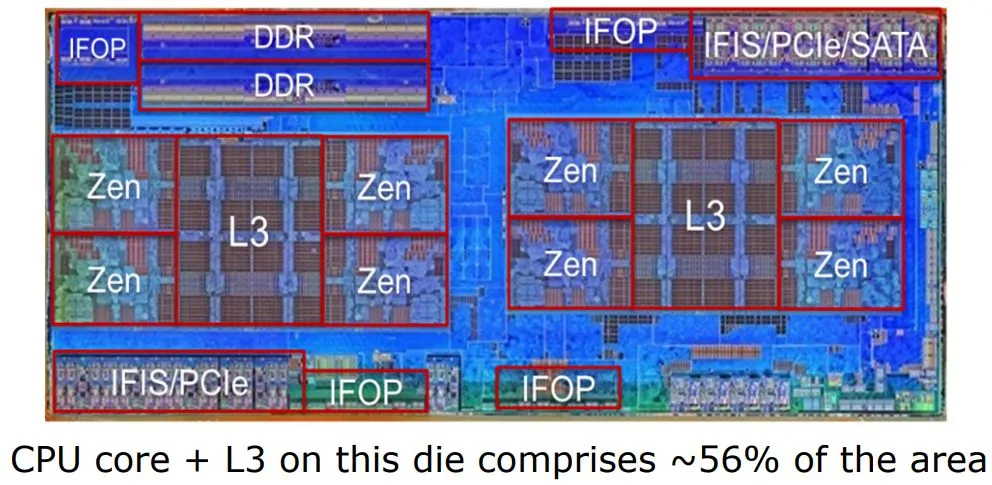 IFOP
DDR
DDR
IFOP
IFIS/PCIe/SATA
Zen
L3
Zen
Zen
Zen
Zen
L3
Zen
Zen
Zen
IFIS/PCIe
IFOP
IFOP
CPU core + L3 on this die comprises ~56% of the area